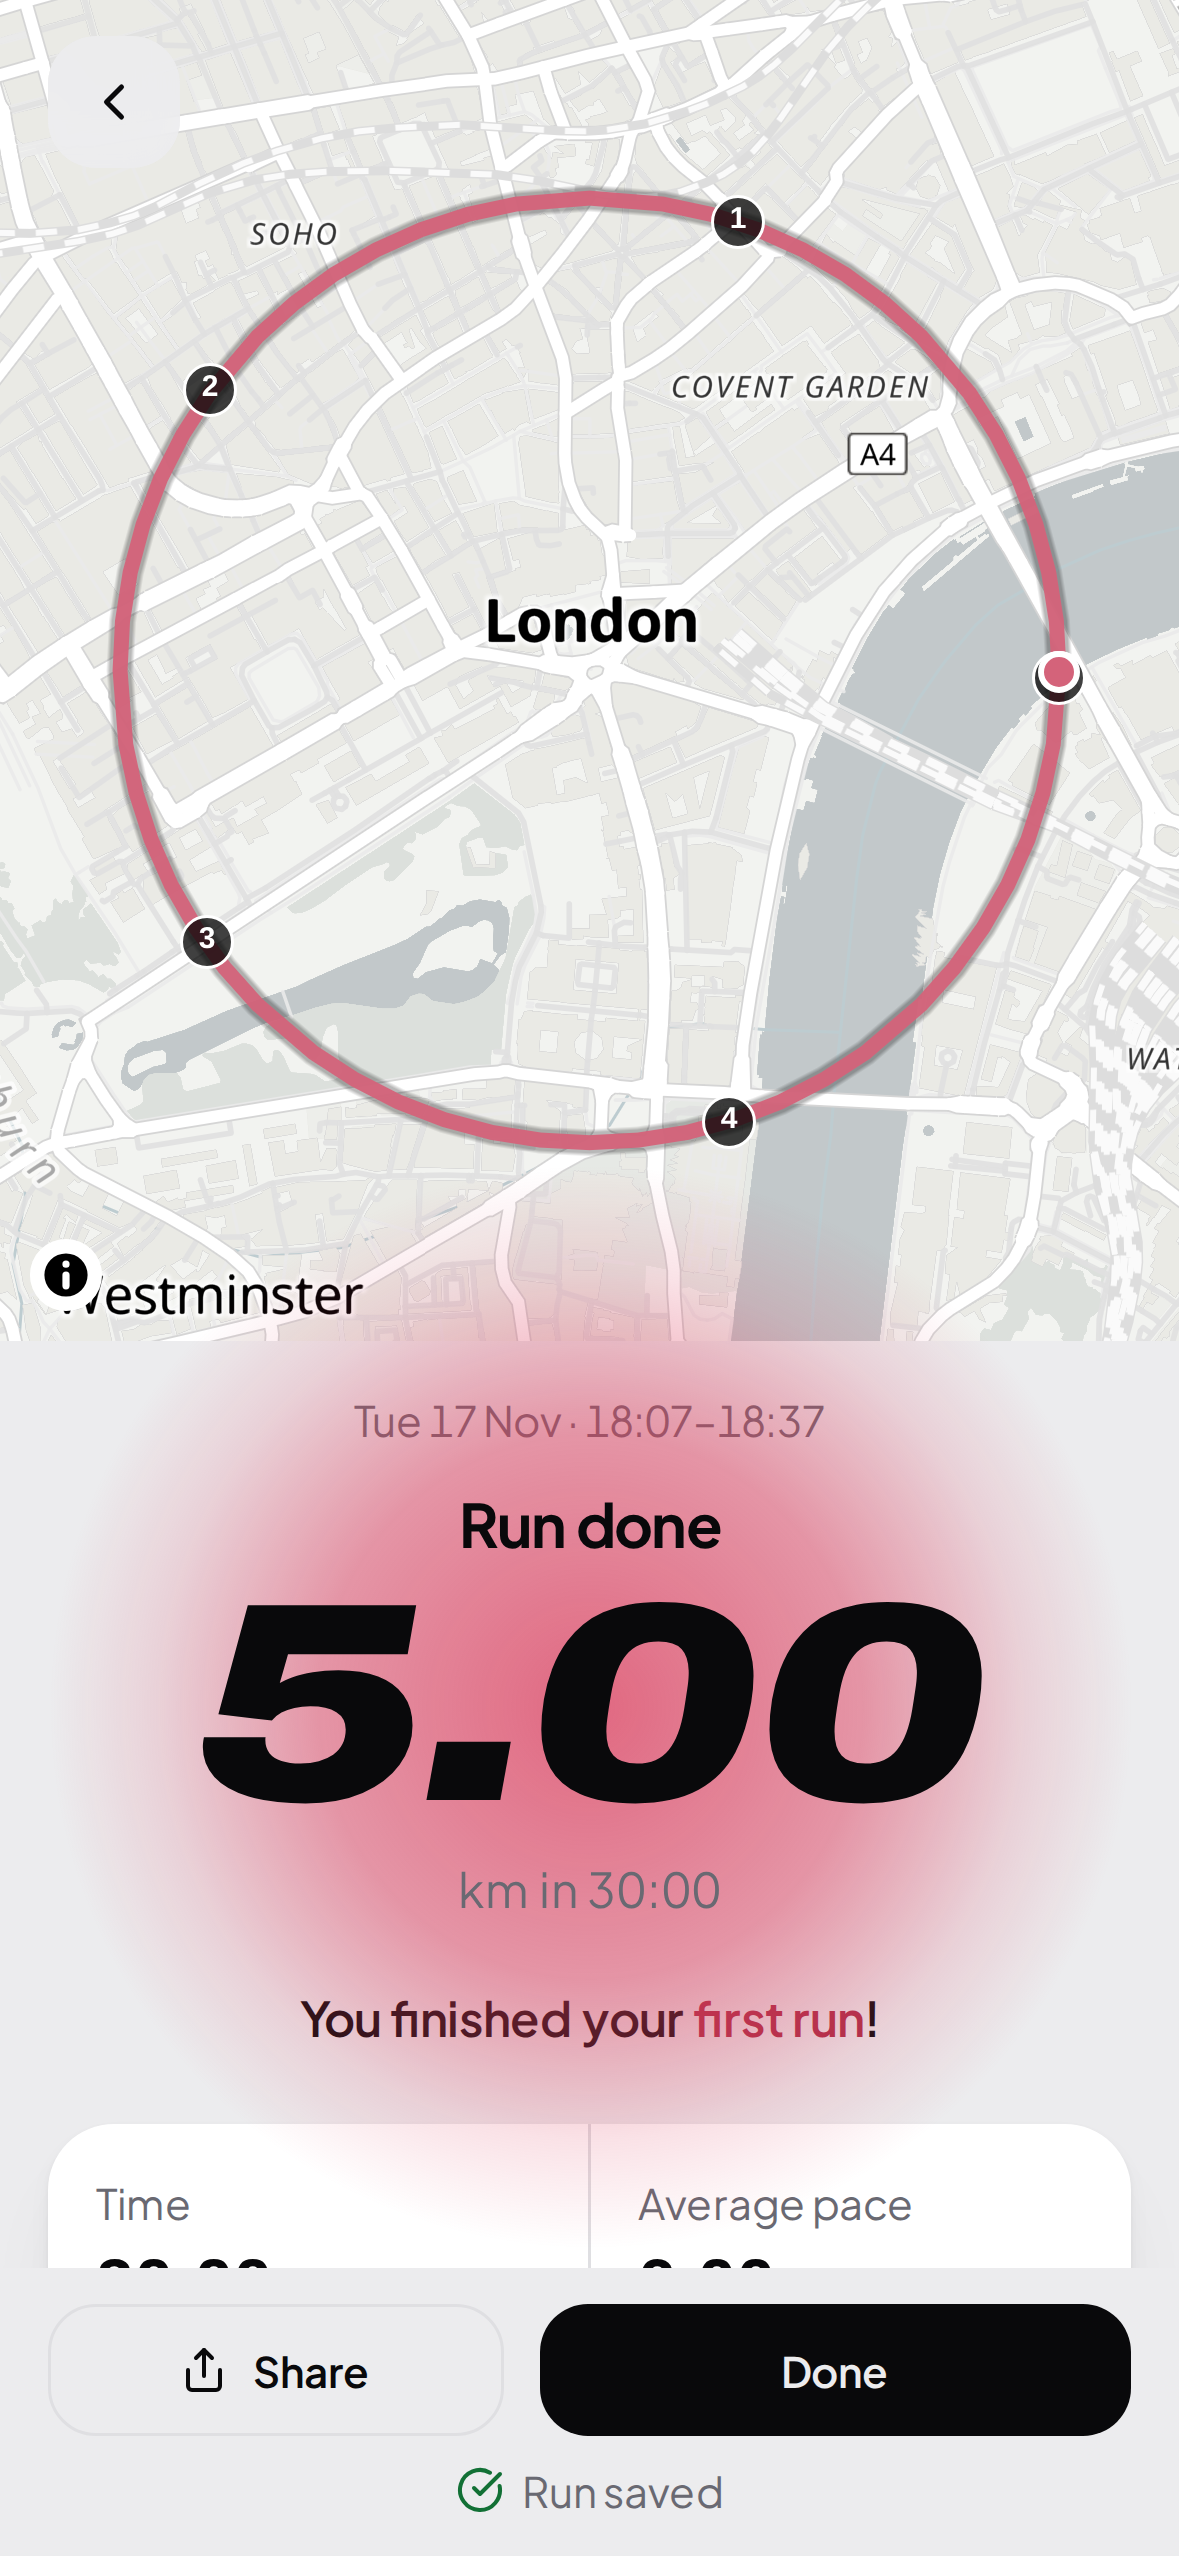 SOHO
1
2
COVENT GARDEN
A4
London
3
4
Westminster
Tue 17 Nov · 18:07–18:37
Run done
5.00
km in 30:00
You finished your first run!
Time
Average pace
Share
Done
Run saved